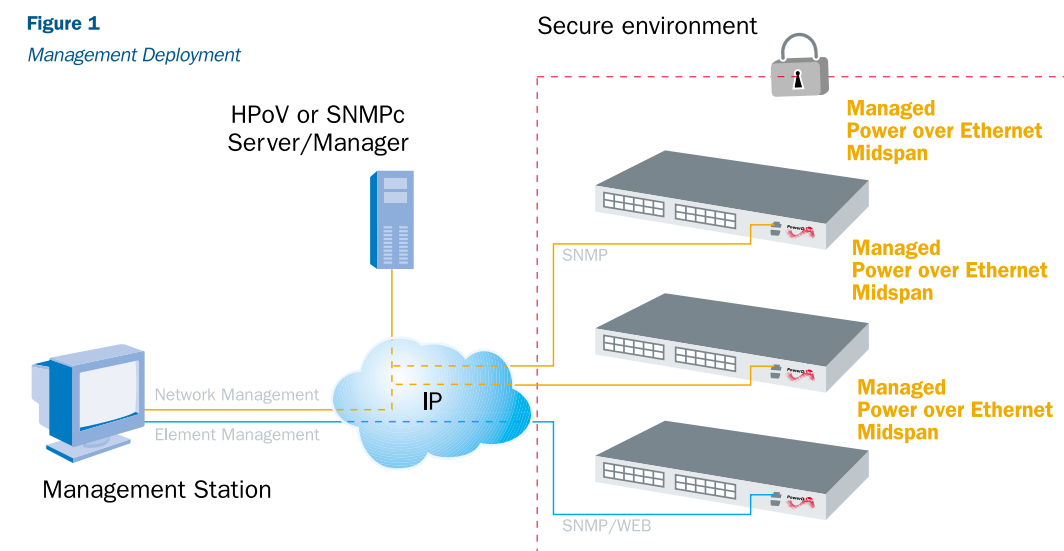 Figure 1
Management Deployment
Secure environment
HPoV or SNMPc
Server/Manager
Managed
Power over Ethernet
Midspan
SNMP
Managed
Power over Ethernet
Midspan
Network Management
IP
Element Management
Managed
Power over Ethernet
Midspan
Management Station
SNMP/WEB